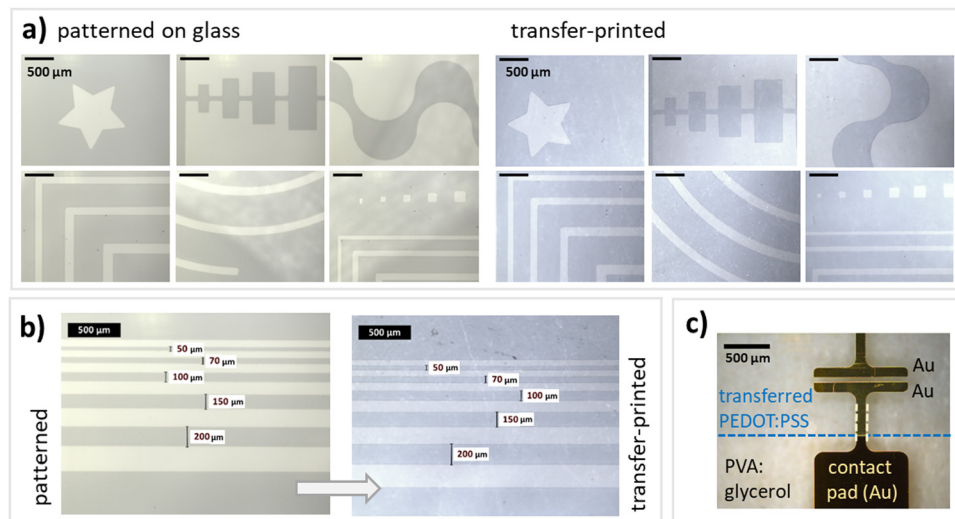 a) patterned on glass
transfer-printed
500 µm
500 µm
b)
500 µm
50 µm
70 µm
100 µm
150 µm
200 µm
patterned
500 µm
50 µm
70 µm
100 µm
150 µm
200 µm
transfer-printed
c)
500 µm
Au
Au
transferred
PEDOT:PSS
PVA:
glycerol
contact
pad (Au)